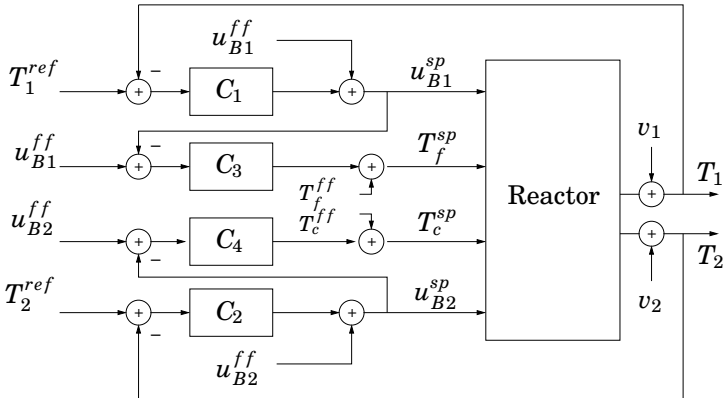 u_{B1}^{ff}
T_1^{ref} − C_1 + + u_{B1}^{sp}
u_{B1}^{ff} + − C_3 + T_f^{sp}
T_f^{ff}
Reactor
v_1
+ T_1
T_c^{ff}
u_{B2}^{ff} + − C_4 + T_c^{sp}
+ T_2
T_2^{ref} + − C_2 + u_{B2}^{sp}
v_2
u_{B2}^{ff}